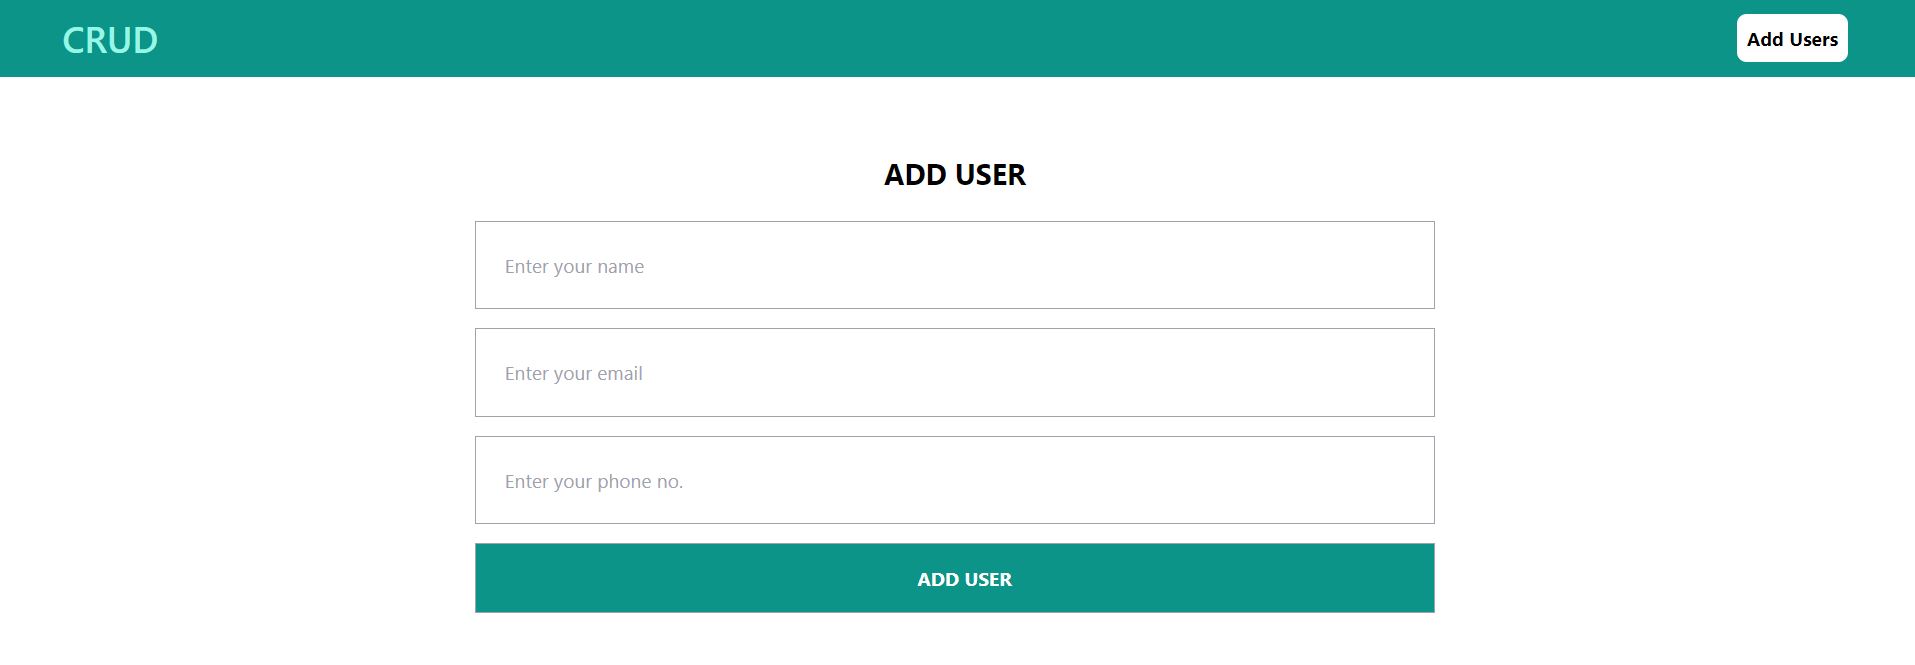 CRUD
Add Users
ADD USER
Enter your name
Enter your email
Enter your phone no.
ADD USER